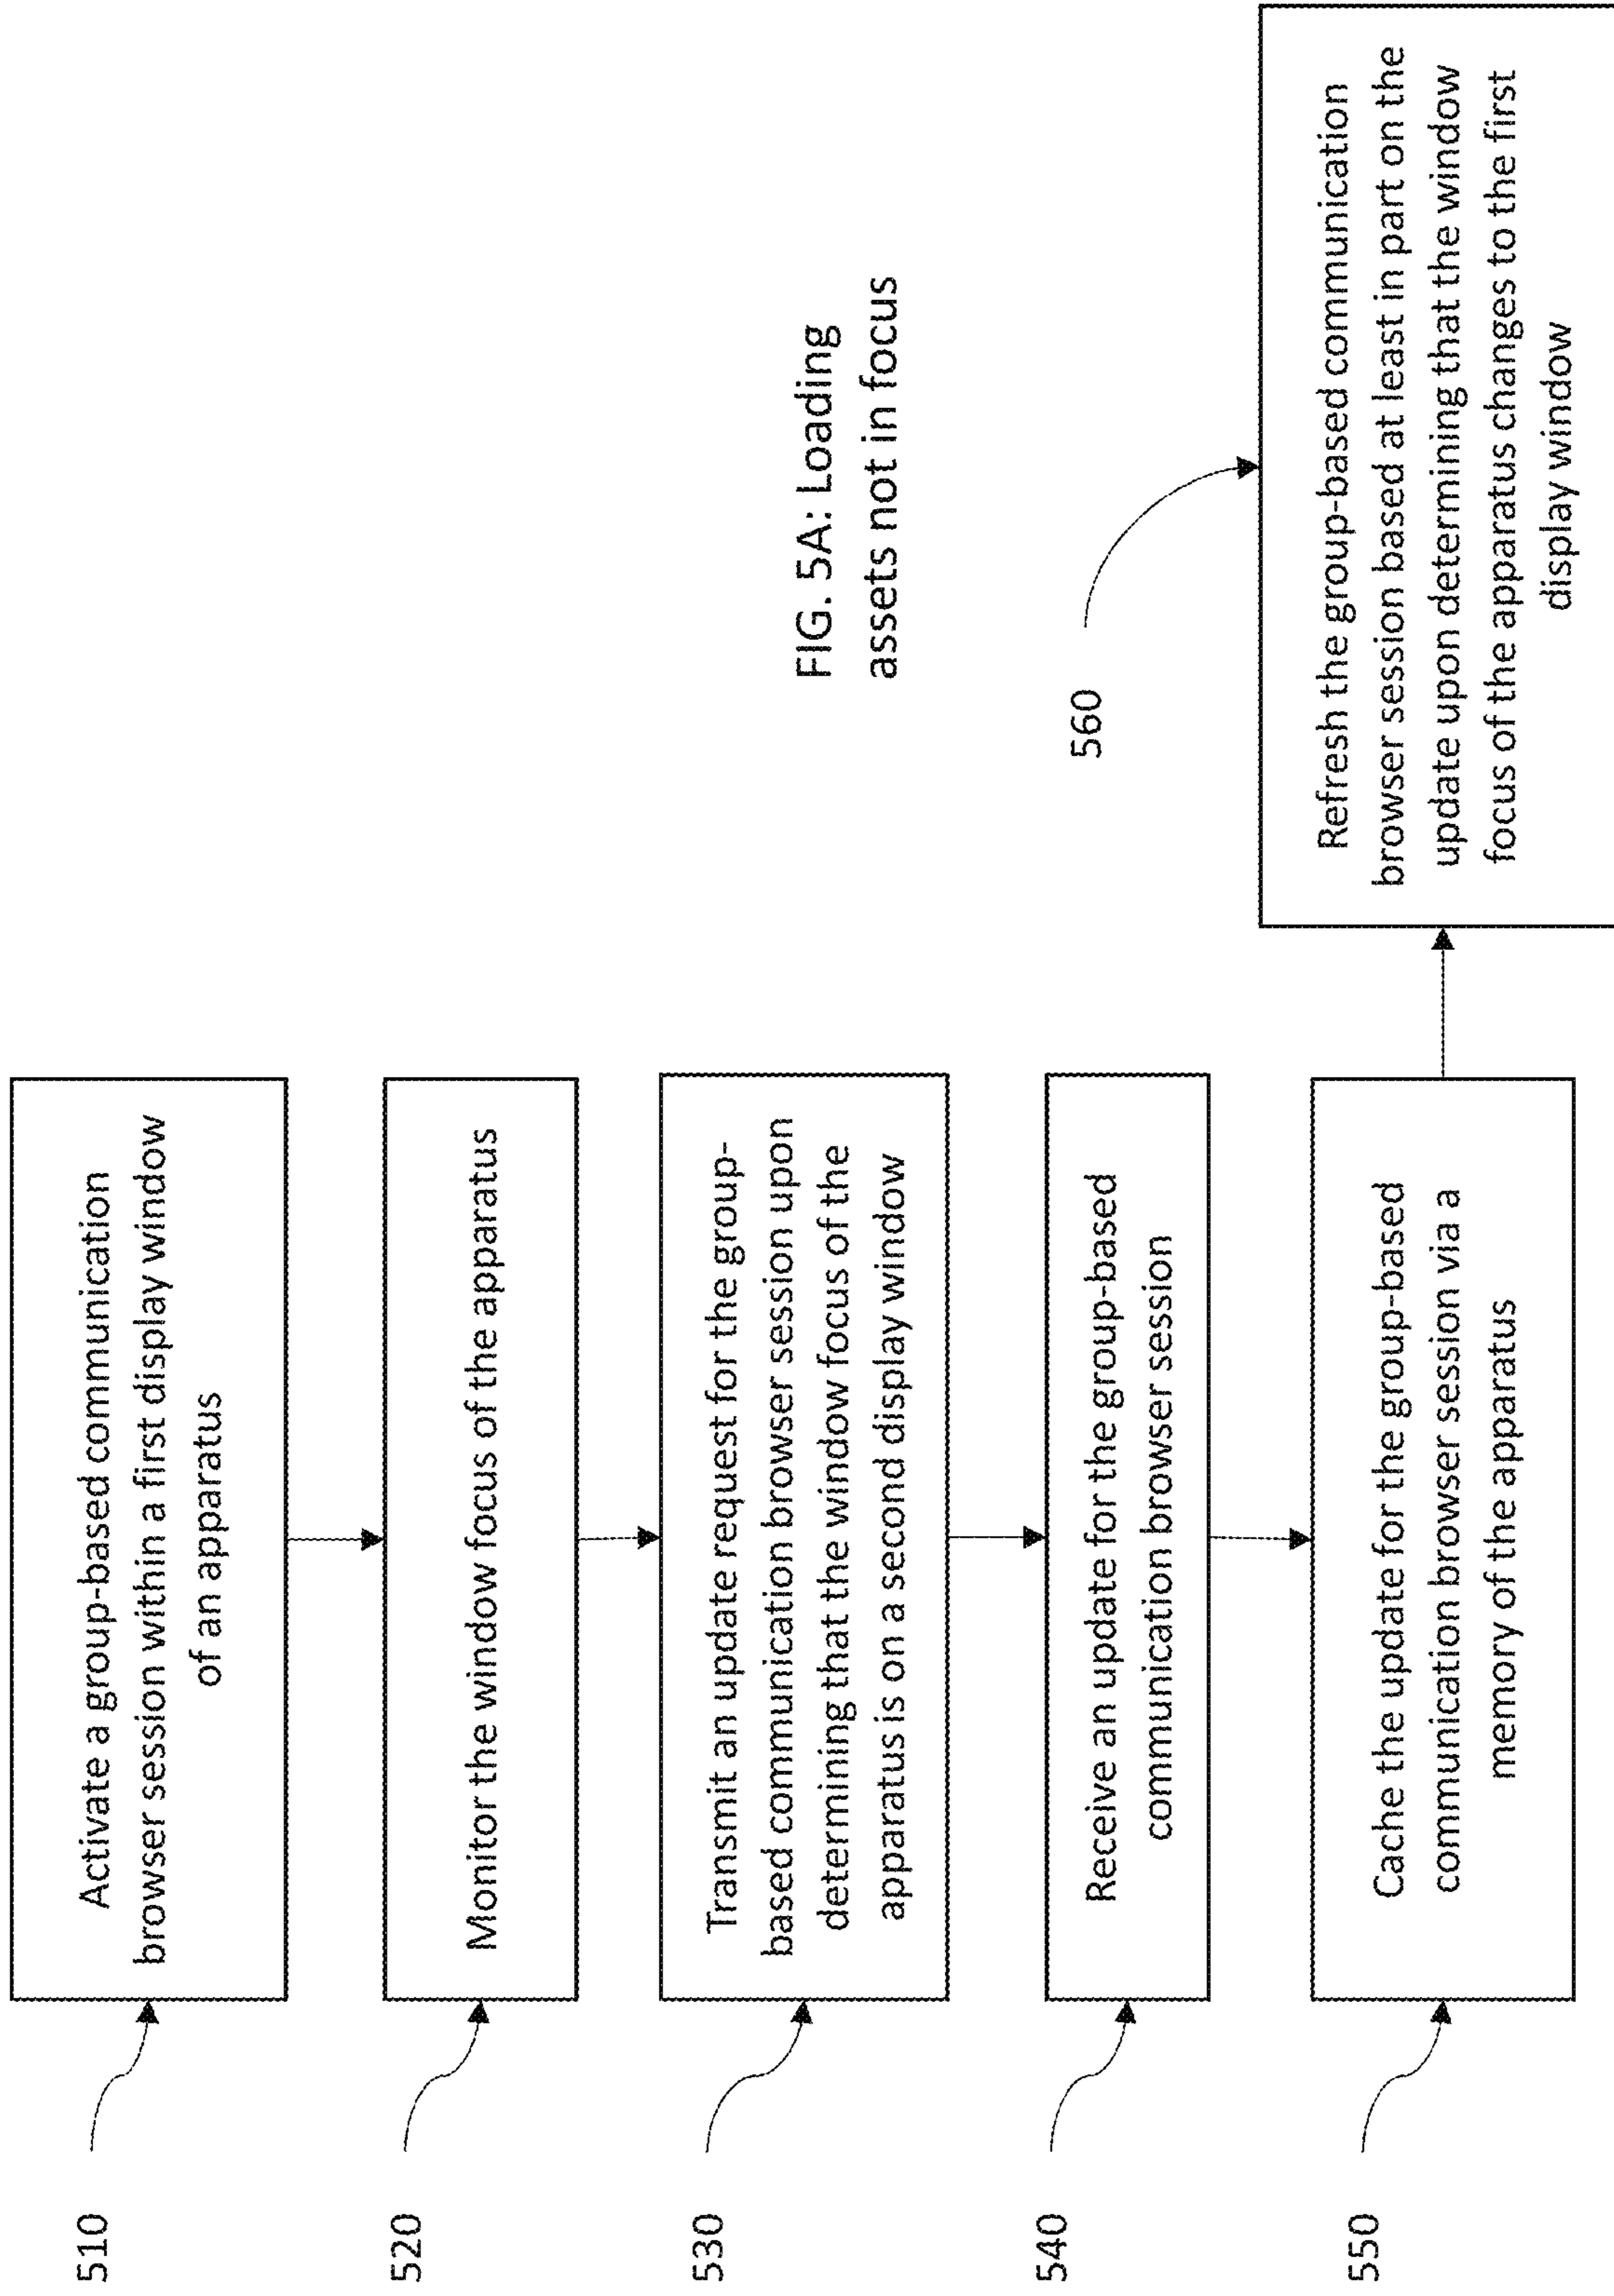 510
Activate a group-based communication
browser session within a first display window
of an apparatus
520
Monitor the window focus of the apparatus
530
Transmit an update request for the group-
based communication browser session upon
determining that the window focus of the
apparatus is on a second display window
540
Receive an update for the group-based
communication browser session
550
Cache the update for the group-based
communication browser session via a
memory of the apparatus
FIG. 5A: Loading
assets not in focus
560
Refresh the group-based communication
browser session based at least in part on the
update upon determining that the window
focus of the apparatus changes to the first
display window